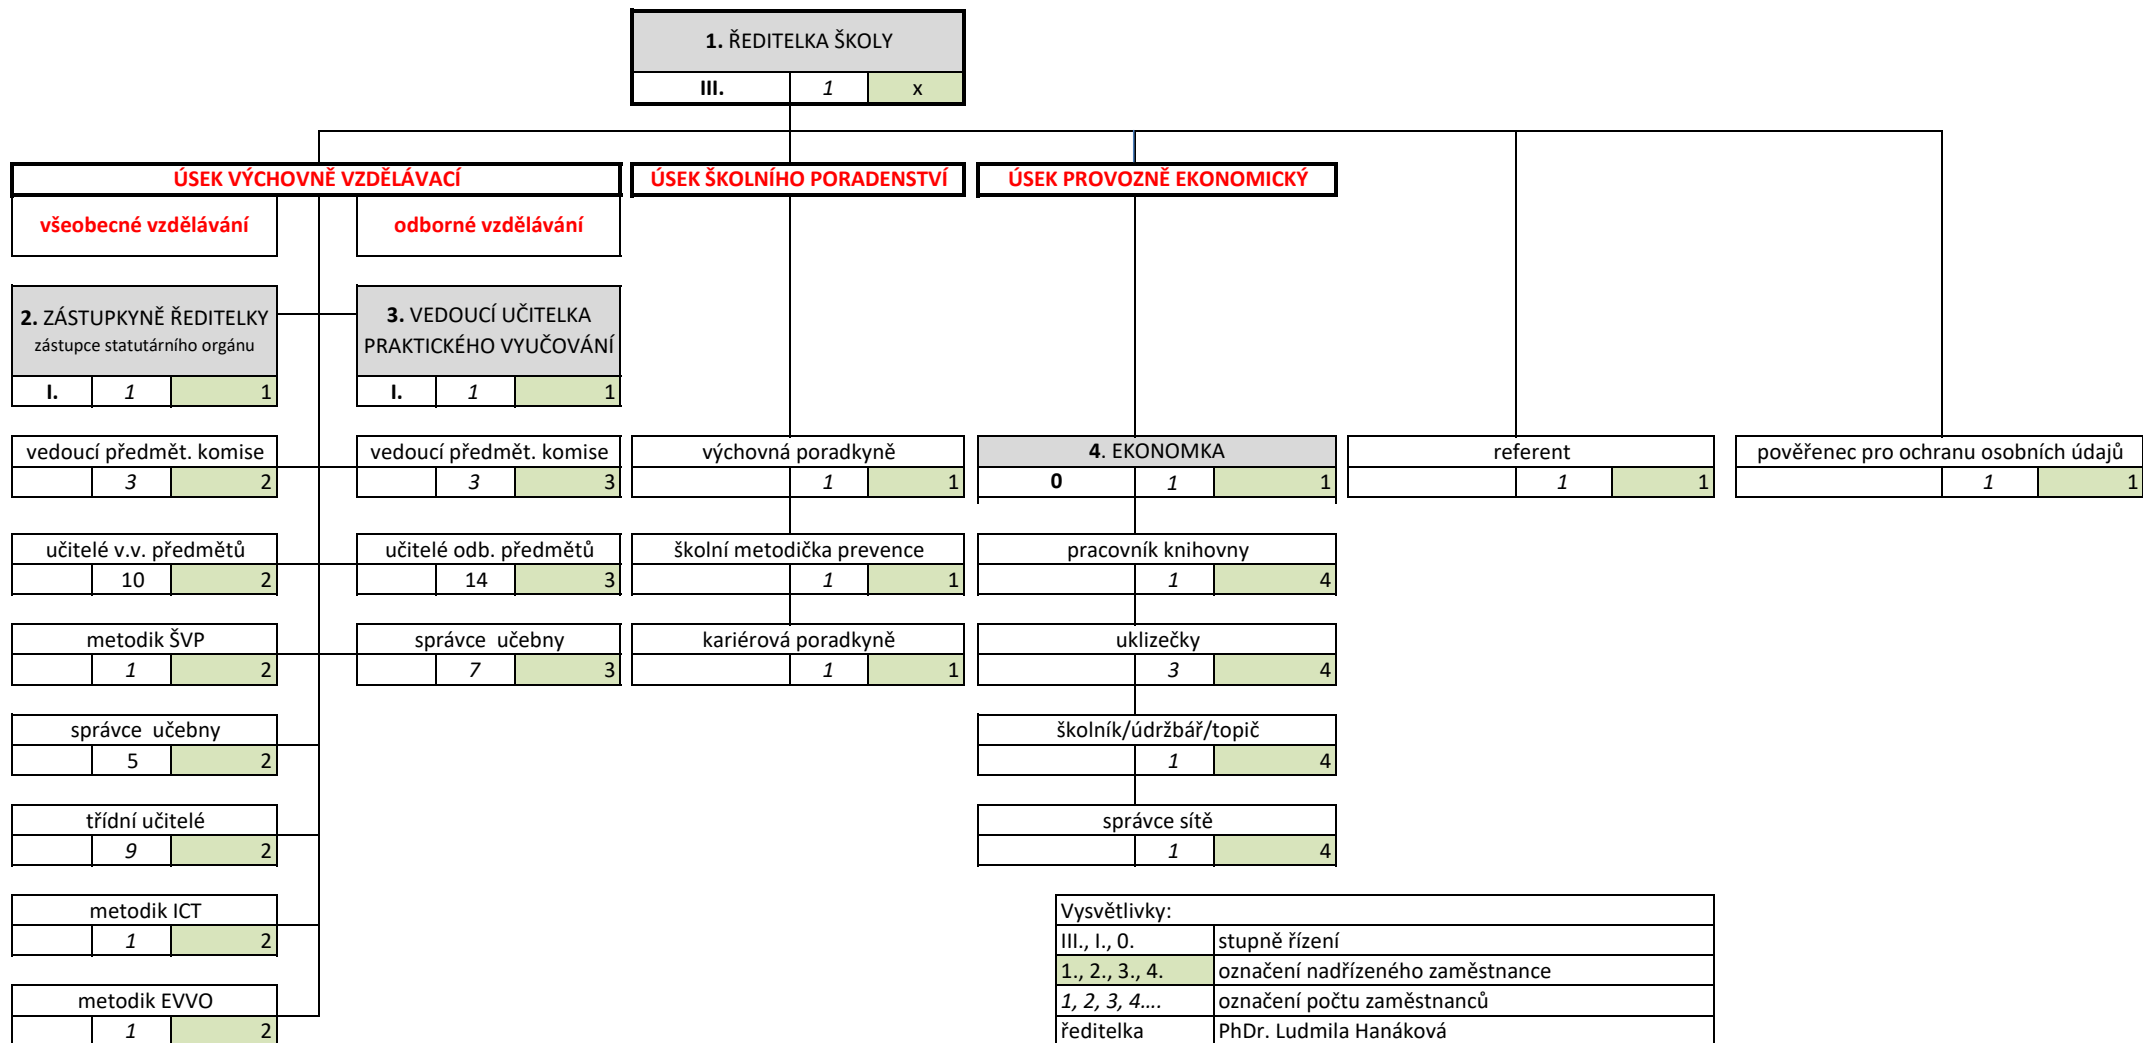 1. ŘEDITELKA ŠKOLY
III. 1 x
ÚSEK VÝCHOVNĚ VZDĚLÁVACÍ
ÚSEK ŠKOLNÍHO PORADENSTVÍ
ÚSEK PROVOZNĚ EKONOMICKÝ
všeobecné vzdělávání
odborné vzdělávání
2. ZÁSTUPKYNĚ ŘEDITELKY
zástupce statutárního orgánu
I. 1 1
3. VEDOUCÍ UČITELKA
PRAKTICKÉHO VYUČOVÁNÍ
I. 1 1
vedoucí předmět. komise
3 2
vedoucí předmět. komise
3 3
výchovná poradkyně
1 1
4. EKONOMKA
0 1 1
referent
1 1
pověřenec pro ochranu osobních údajů
1 1
učitelé v.v. předmětů
10 2
učitelé odb. předmětů
14 3
školní metodička prevence
1 1
pracovník knihovny
1 4
metodik ŠVP
1 2
správce učebny
7 3
kariérová poradkyně
1 1
uklizečky
3 4
správce učebny
5 2
školník/údržbář/topič
1 4
třídní učitelé
9 2
správce sítě
1 4
metodik ICT
1 2
metodik EVVO
1 2
Vysvětlivky:
III., I., 0. stupně řízení
1., 2., 3., 4. označení nadřízeného zaměstnance
1, 2, 3, 4.... označení počtu zaměstnanců
ředitelka PhDr. Ludmila Hanáková